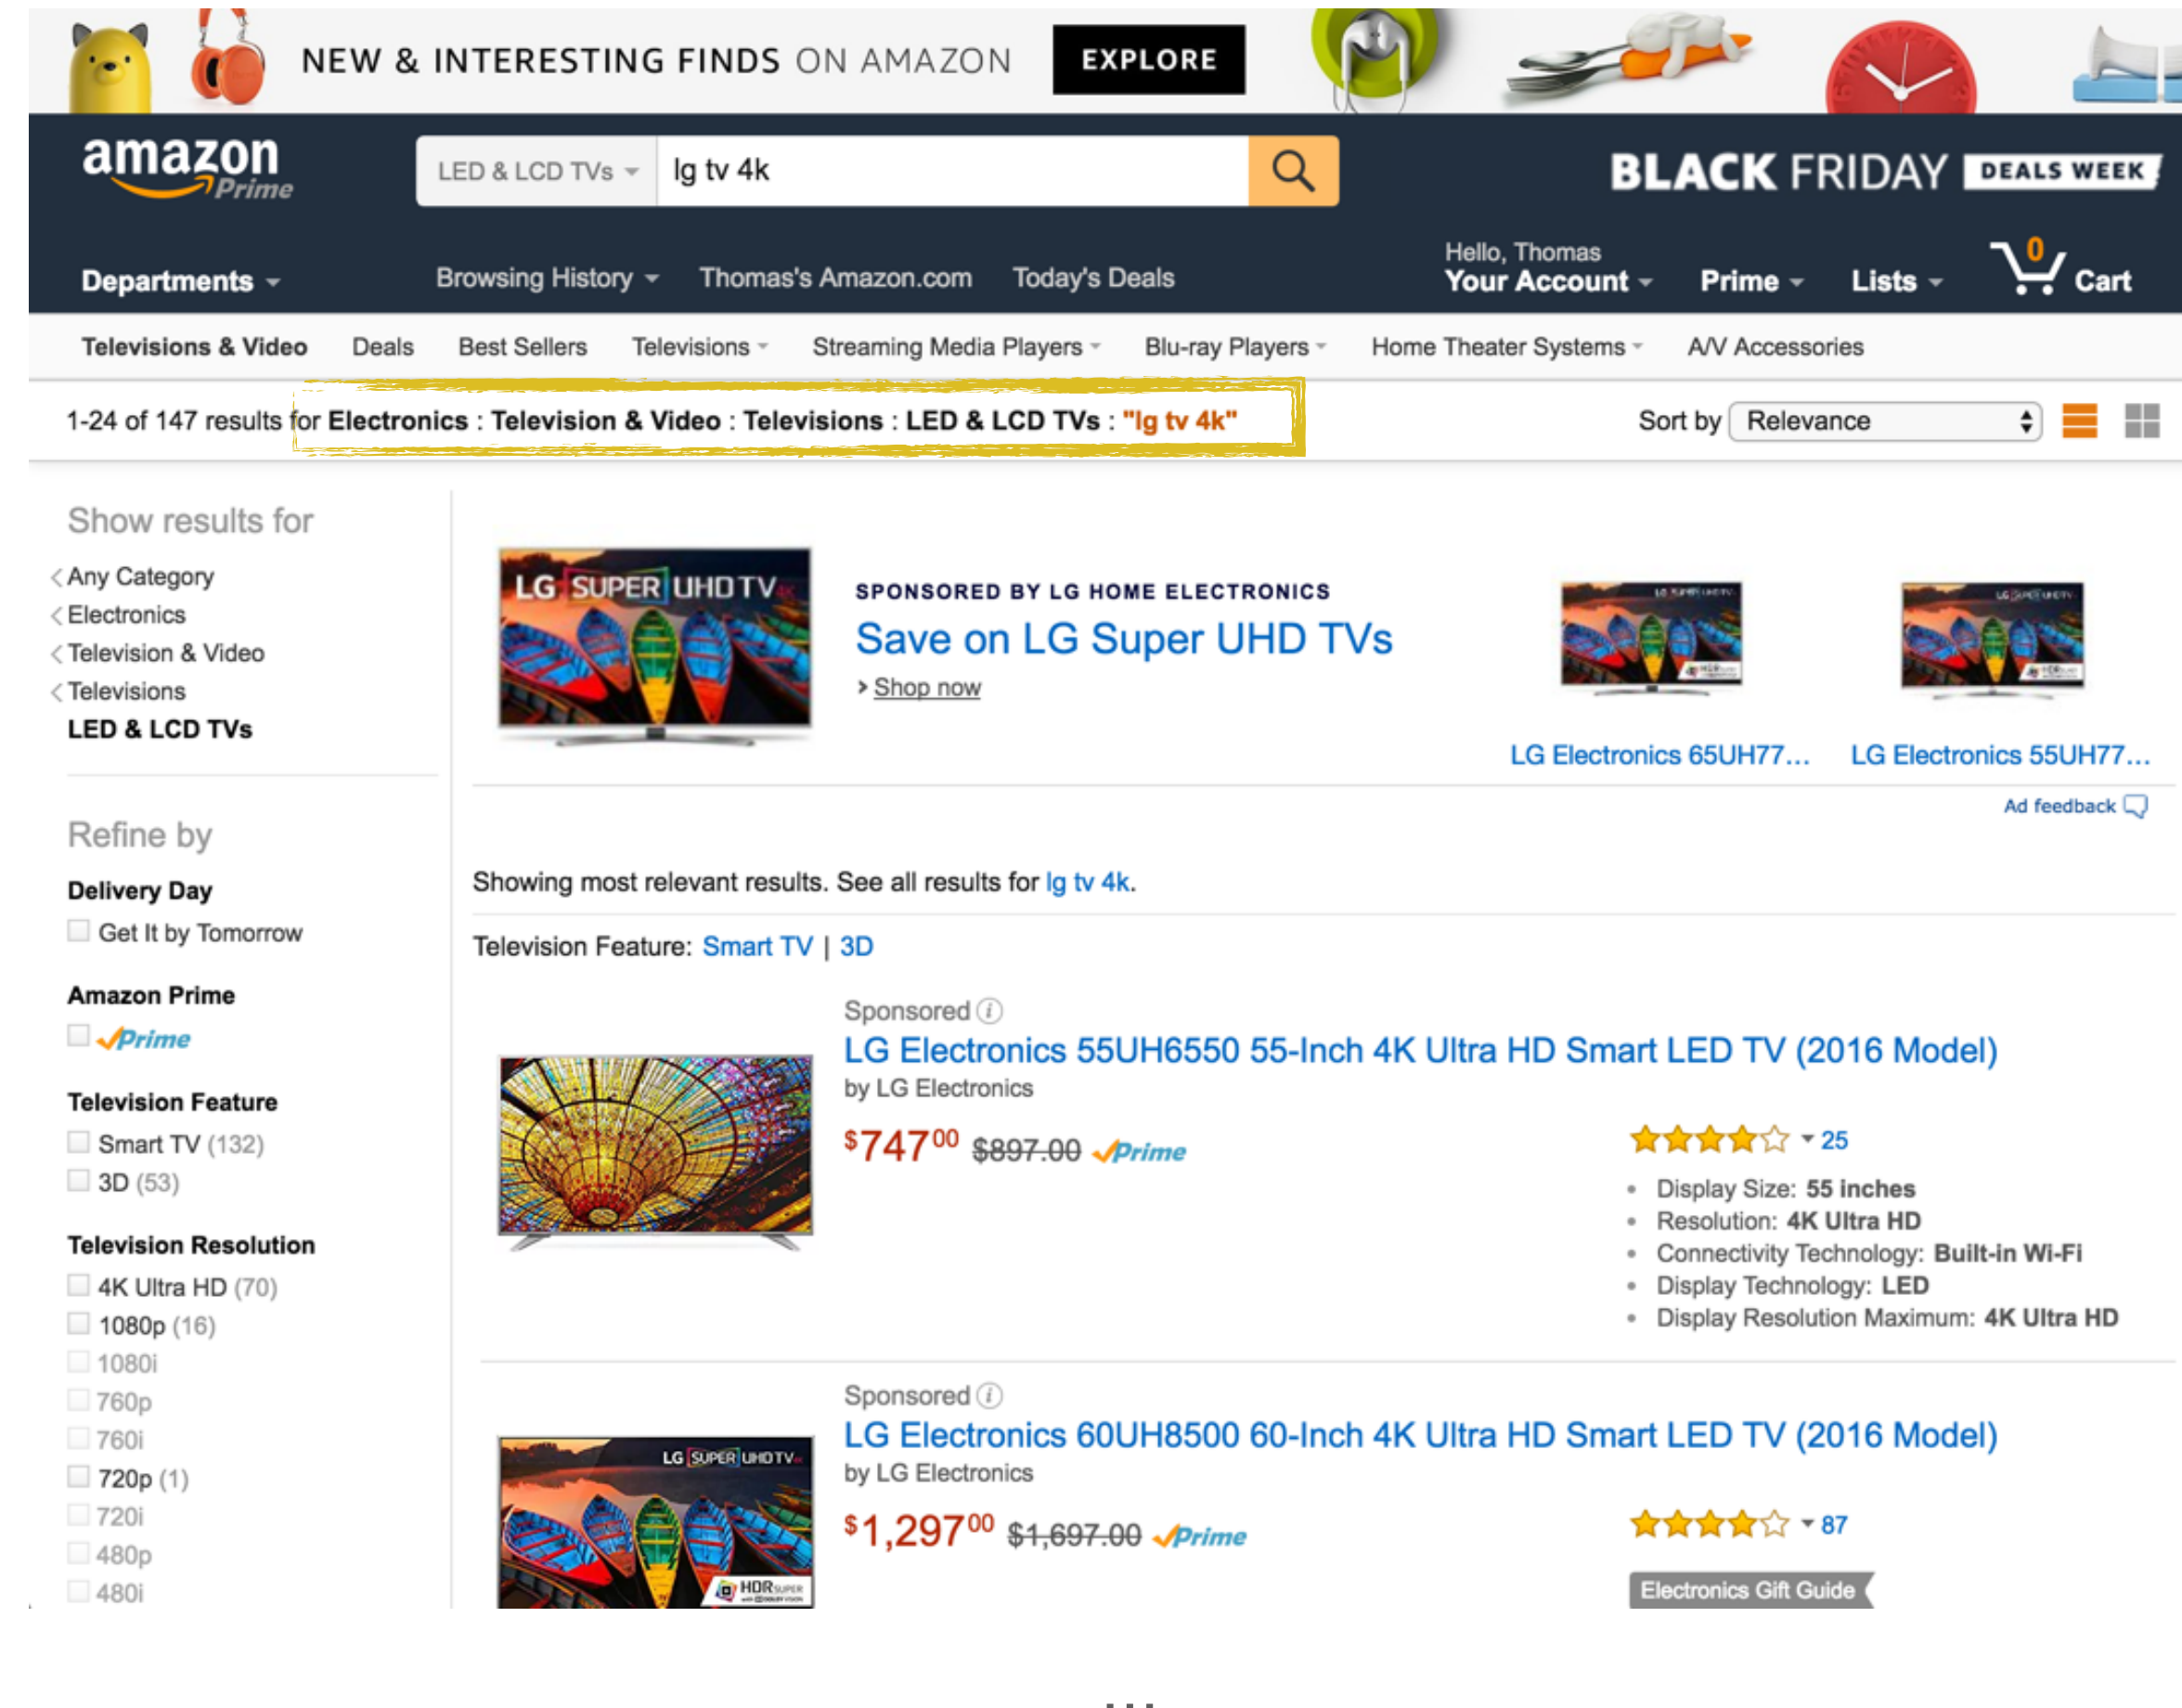 NEW & INTERESTING FINDS ON AMAZON EXPLORE
amazon
Prime
LED & LCD TVs lg tv 4k
BLACK FRIDAY DEALS WEEK
Departments Browsing History Thomas's Amazon.com Today's Deals
Hello, Thomas
Your Account Prime Lists 0 Cart
Televisions & Video Deals Best Sellers Televisions Streaming Media Players Blu-ray Players Home Theater Systems A/V Accessories
1-24 of 147 results for Electronics : Television & Video : Televisions : LED & LCD TVs : "lg tv 4k" Sort by Relevance
Show results for
Any Category
Electronics
Television & Video
Televisions
LED & LCD TVs
Refine by
Delivery Day
Get It by Tomorrow
Amazon Prime
Prime
Television Feature
Smart TV (132)
3D (53)
Television Resolution
4K Ultra HD (70)
1080p (16)
1080i
760p
760i
720p (1)
720i
480p
480i
LG SUPER UHD TV 4K
SPONSORED BY LG HOME ELECTRONICS
Save on LG Super UHD TVs
› Shop now
LG SUPER UHD TV
LG Electronics 65UH77...
LG SUPER UHD TV
LG Electronics 55UH77...
Ad feedback
Showing most relevant results. See all results for lg tv 4k.
Television Feature: Smart TV | 3D
Sponsored i
LG Electronics 55UH6550 55-Inch 4K Ultra HD Smart LED TV (2016 Model)
by LG Electronics
$747 00 $897.00 Prime
25
• Display Size: 55 inches
• Resolution: 4K Ultra HD
• Connectivity Technology: Built-in Wi-Fi
• Display Technology: LED
• Display Resolution Maximum: 4K Ultra HD
Sponsored i
LG Electronics 60UH8500 60-Inch 4K Ultra HD Smart LED TV (2016 Model)
by LG Electronics
$1,297 00 $1,697.00 Prime
87
Electronics Gift Guide
LG SUPER UHD TV
HDR SUPER
...